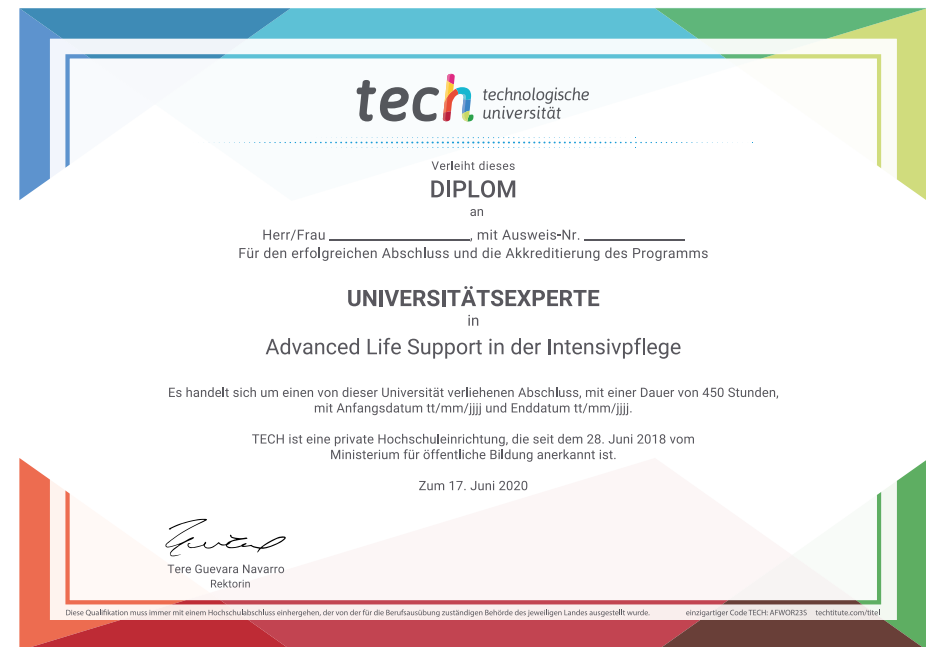 tech technologische
universität
Verleiht dieses
DIPLOM
an
Herr/Frau ____________, mit Ausweis-Nr. ____________
Für den erfolgreichen Abschluss und die Akkreditierung des Programms
UNIVERSITÄTSEXPERTE
in
Advanced Life Support in der Intensivpflege
Es handelt sich um einen von dieser Universität verliehenen Abschluss, mit einer Dauer von 450 Stunden,
mit Anfangsdatum tt/mm/jjjj und Enddatum tt/mm/jjjj.
TECH ist eine private Hochschuleinrichtung, die seit dem 28. Juni 2018 vom
Ministerium für öffentliche Bildung anerkannt ist.
Zum 17. Juni 2020
Tere Guevara Navarro
Rektorin
Diese Qualifikation muss immer mit einem Hochschulabschluss einhergehen, der von der für die Berufsausübung zuständigen Behörde des jeweiligen Landes ausgestellt wurde. einzigartiger Code TECH: AFWOR23S techtitute.com/titel